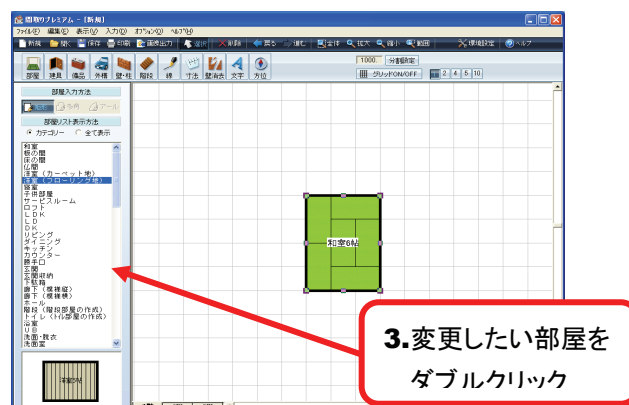 間取りプレミアム - [新規]
ファイル(F) 編集(E) 表示(V) 入力(I) オプション(O) ヘルプ(H)
新規 開く 保存 印刷 画像出力 選択 削除 戻る 進む 全体 拡大 縮小 範囲 環境設定 ヘルプ
部屋 建具 備品 外構 壁・柱 階段 線 寸法 壁消去 文字 方位
1000. 分割設定
グリッドON/OFF 2 4 5 10
部屋入力方法
多角 アール
部屋リスト表示方法
カテゴリー 全て表示
和室
板の間
床の間
仏間
洋室（カーペット地）
洋室（フローリング地）
寝室
子供部屋
サービスルーム
ロフト
LDK
LD
DK
リビング
ダイニング
キッチン
カウンター
勝手口
玄関
玄関収納
下駄箱
廊下（模様縦）
廊下（模様横）
ホール
階段（階段部屋の作成）
トイレ（トイレ部屋の作成）
浴室
UB
洗面・脱衣
洗面室
和室6帖
3.変更したい部屋を
ダブルクリック